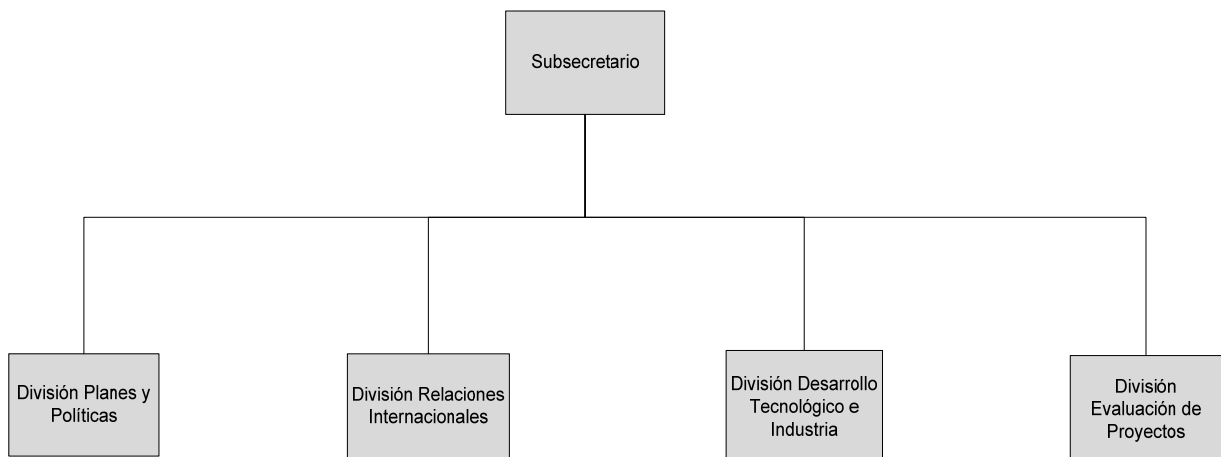 Subsecretario
División Planes y
Políticas
División Relaciones
Internacionales
División Desarrollo
Tecnológico e
Industria
División
Evaluación de
Proyectos